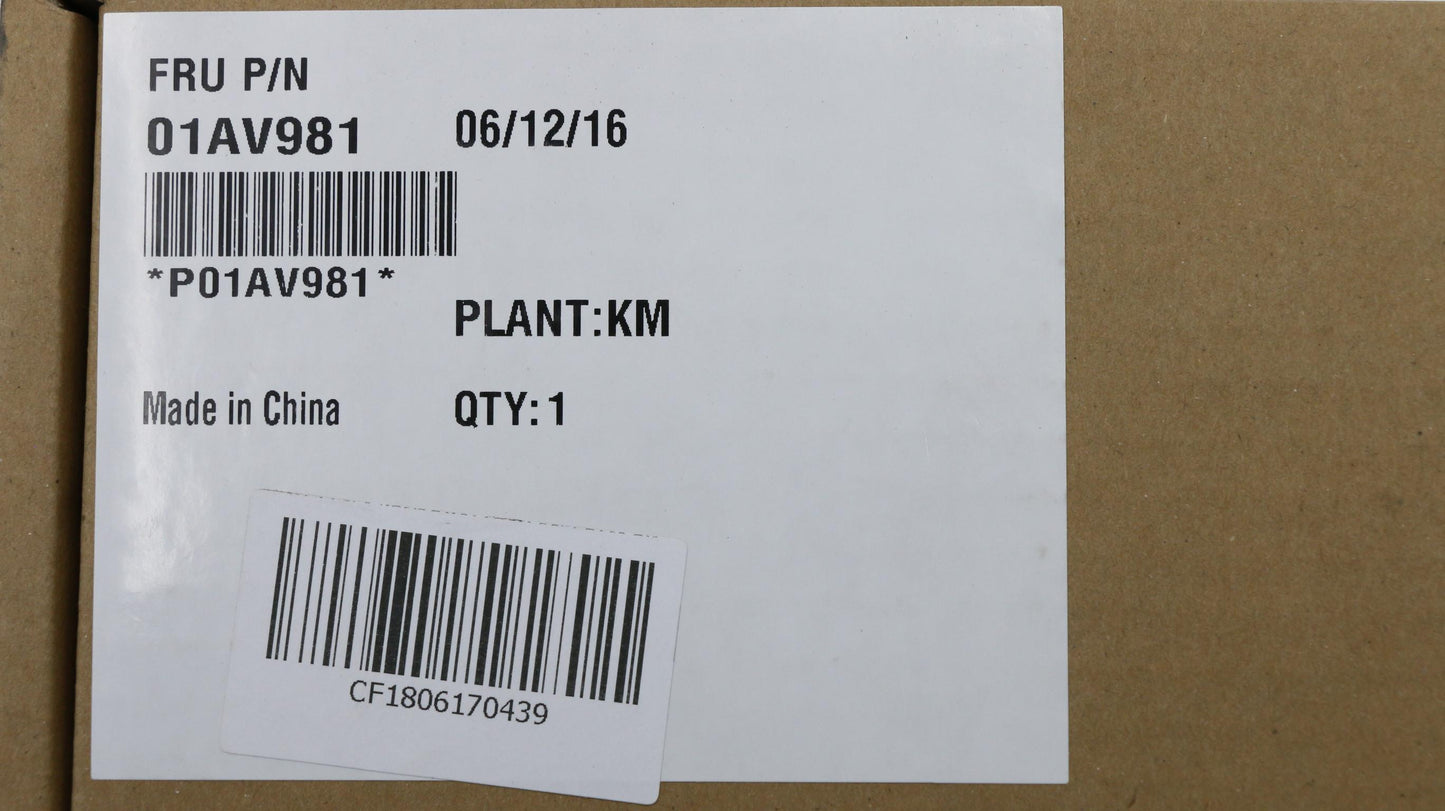 FRU P/N
01AV981 06/12/16
*P01AV981*
PLANT:KM
Made in China QTY: 1
CF1806170439